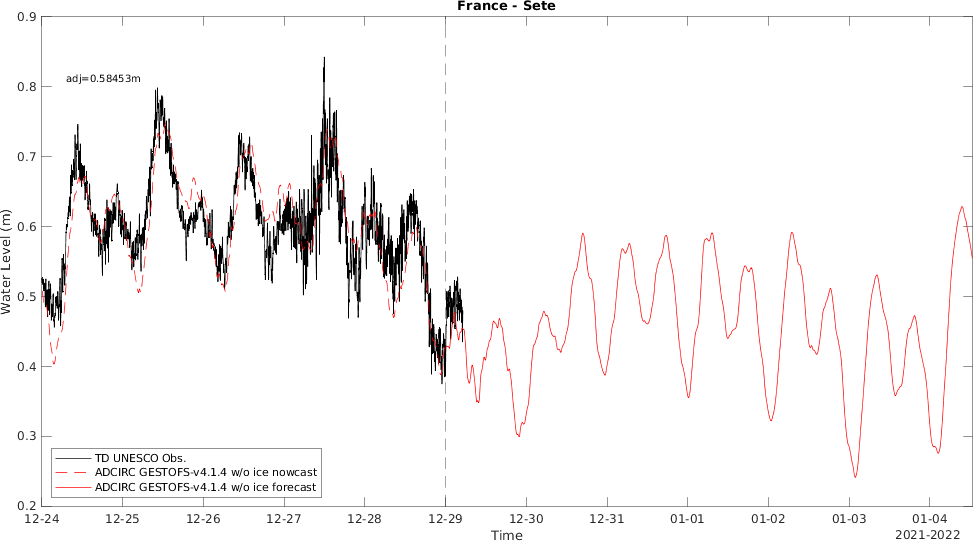 France - Sete
0.9
0.8
0.7
0.6
0.5
0.4
0.3
0.2
Water Level (m)
adj=0.58453m
TD UNESCO Obs.
ADCIRC GESTOFS-v4.1.4 w/o ice nowcast
ADCIRC GESTOFS-v4.1.4 w/o ice forecast
12-24 12-25 12-26 12-27 12-28 12-29 12-30 12-31 01-01 01-02 01-03 01-04
Time
2021-2022